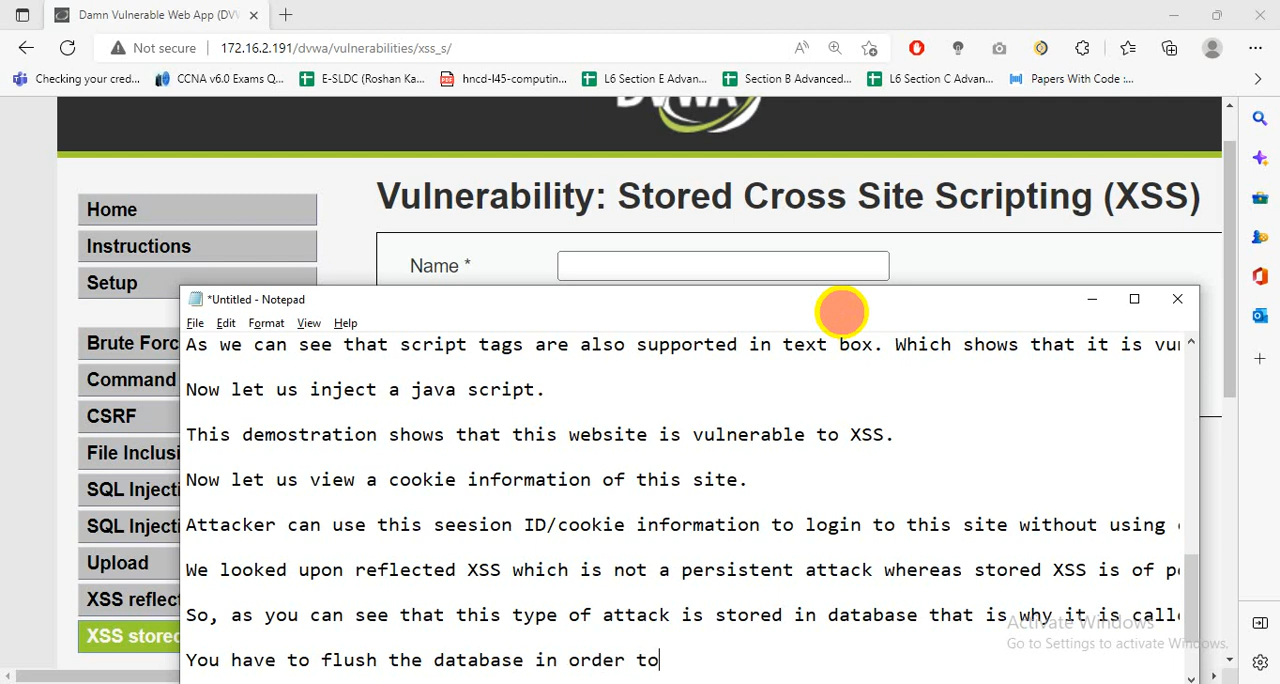 Damn Vulnerable Web App (DV
Not secure
172.16.2.191/dvwa/vulnerabilities/xss_s/
Checking your cred...
CCNA v6.0 Exams Q...
E-SLDC (Roshan Ka...
hncd-l45-computin...
L6 Section E Advan...
Section B Advanced...
L6 Section C Advan...
Papers With Code :...
DVWA
Vulnerability: Stored Cross Site Scripting (XSS)
Home
Instructions
Setup
Name *
*Untitled - Notepad
File Edit Format View Help
Brute Forc
Command
CSRF
File Inclusi
SQL Injecti
SQL Injecti
Upload
XSS reflect
XSS stored
As we can see that script tags are also supported in text box. Which shows that it is
Now let us inject a java script.
This demostration shows that this website is vulnerable to XSS.
Now let us view a cookie information of this site.
Attacker can use this seesion ID/cookie information to login to this site without using
We looked upon reflected XSS which is not a persistent attack whereas stored XSS is of
So, as you can see that this type of attack is stored in database that is why it is
You have to flush the database in order to
Activate Windows
Go to Settings to activate Windows.